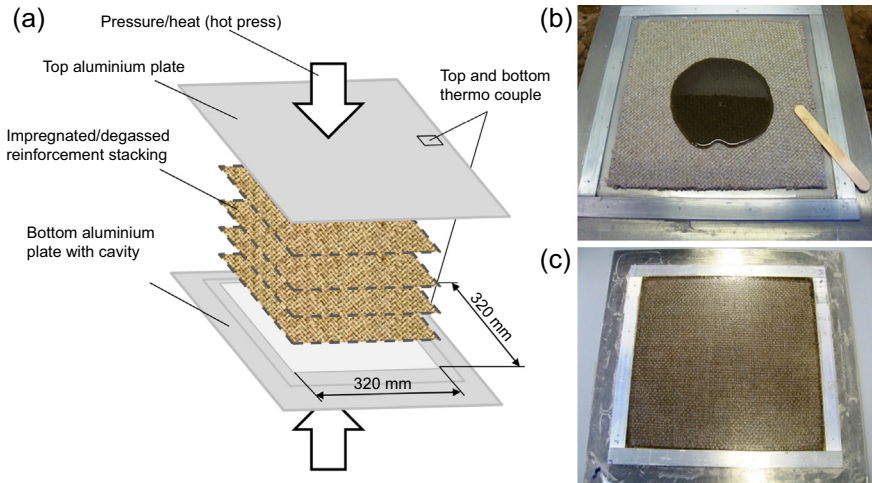 (a)
Pressure/heat (hot press)
Top aluminium plate
Top and bottom
thermo couple
Impregnated/degassed
reinforcement stacking
Bottom aluminium
plate with cavity
320 mm
320 mm
(b)
(c)